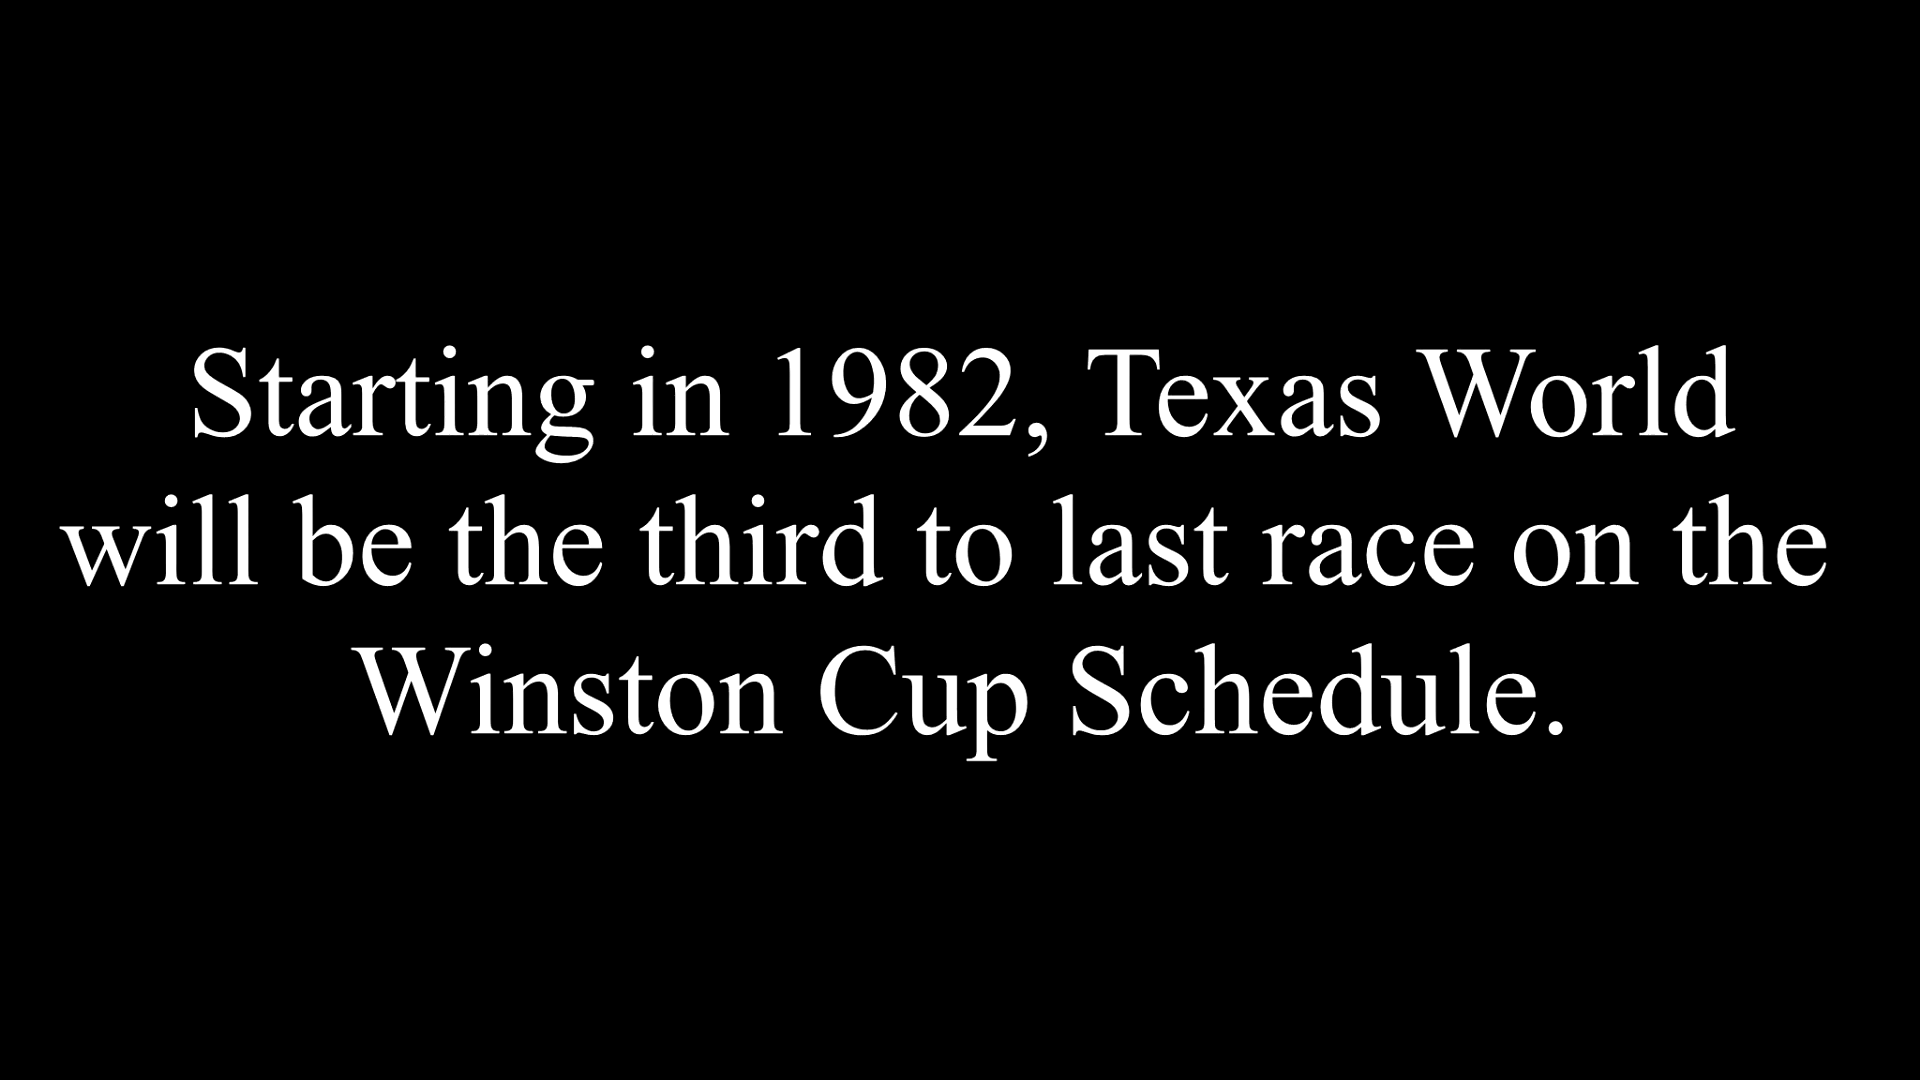 Starting in 1982, Texas World
will be the third to last race on the
Winston Cup Schedule.